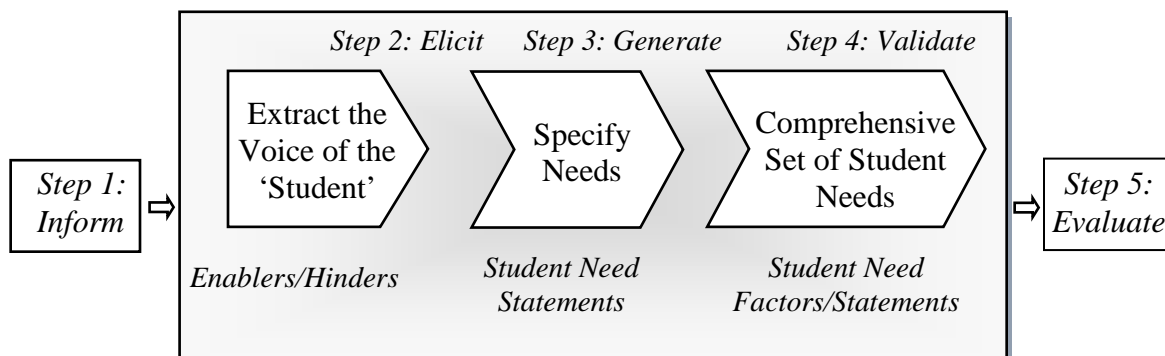 Step 2: Elicit
Step 3: Generate
Step 4: Validate
Extract the
Voice of the
‘Student’
Specify
Needs
Comprehensive
Set of Student
Needs
Step 1:
Inform
Step 5:
Evaluate
Enablers/Hinders
Student Need
Statements
Student Need
Factors/Statements